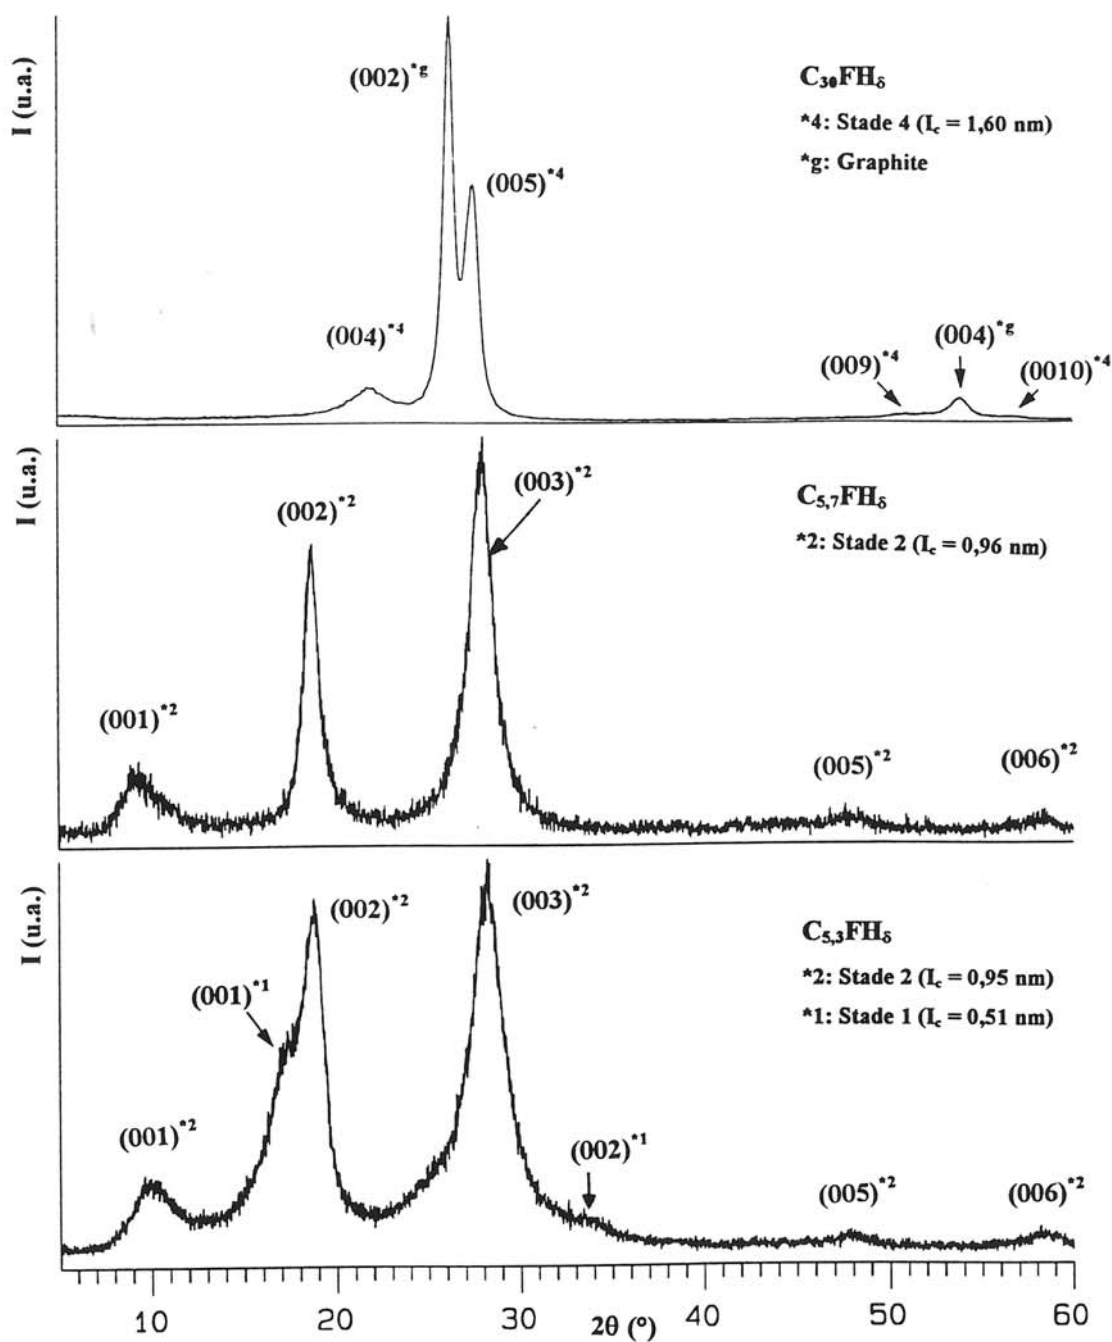 I (u.a.)
(002)*g
C30FHδ
*4: Stade 4 (Ic = 1,60 nm)
*g: Graphite
(005)*4
(004)*4
(009)*4
(004)*g
(0010)*4
I (u.a.)
(002)*2
(003)*2
C5,7FHδ
*2: Stade 2 (Ic = 0,96 nm)
(001)*2
(005)*2
(006)*2
I (u.a.)
(002)*2
(003)*2
C5,3FHδ
*2: Stade 2 (Ic = 0,95 nm)
*1: Stade 1 (Ic = 0,51 nm)
(001)*1
(001)*2
(002)*1
(005)*2
(006)*2
10 20 30 40 50 60
2θ (°)